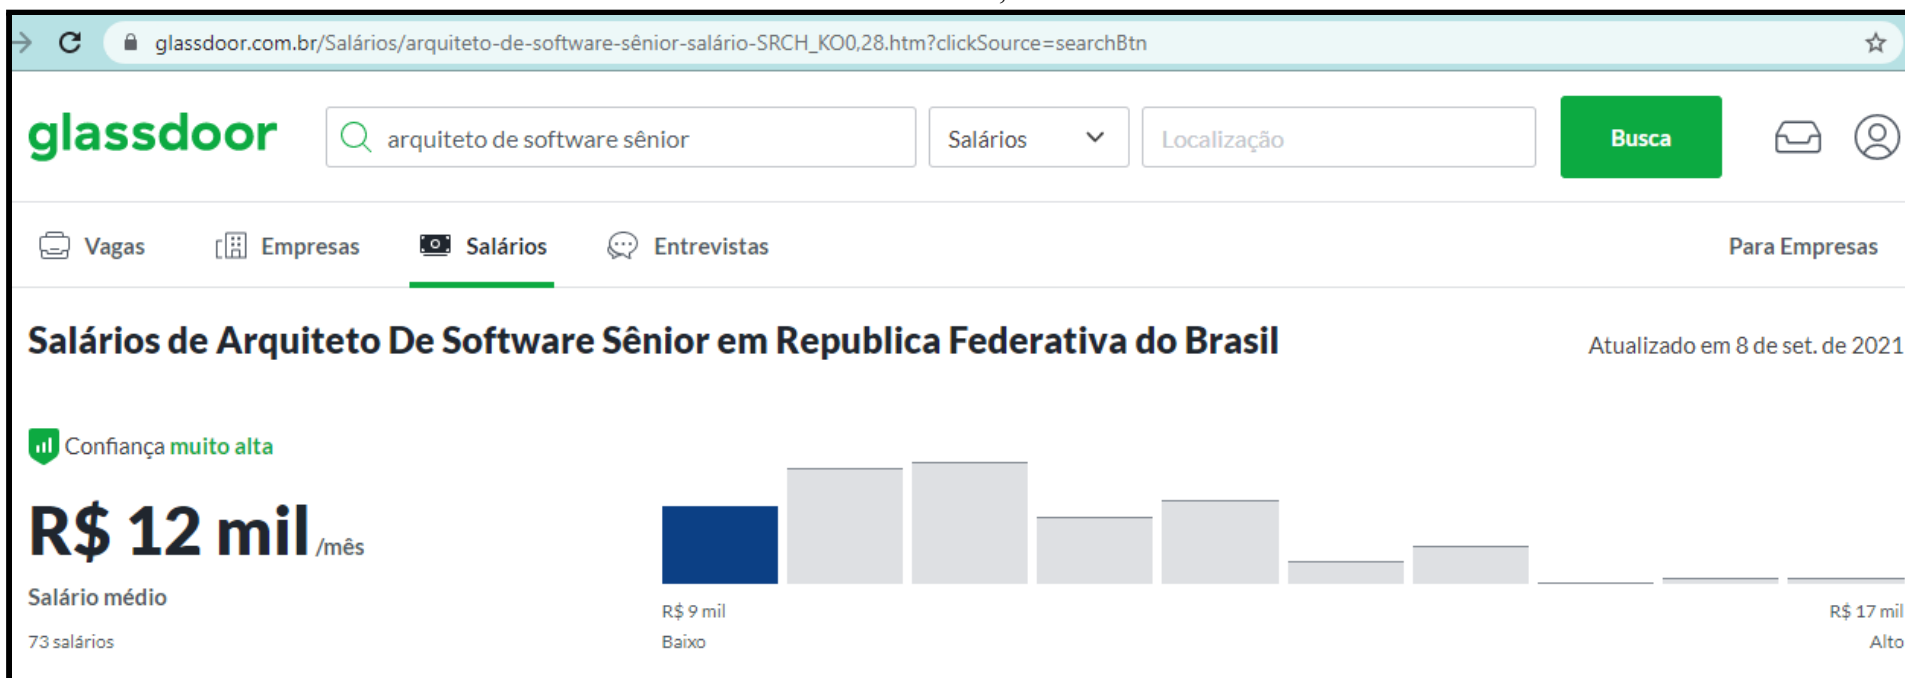 glassdoor.com.br/Salários/arquiteto-de-software-sênior-salário-SRCH_KO0,28.htm?clickSource=searchBtn
glassdoor arquiteto de software sênior Salários Localização Busca
Vagas Empresas Salários Entrevistas Para Empresas
Salários de Arquiteto De Software Sênior em Republica Federativa do Brasil Atualizado em 8 de set. de 2021
Confiança muito alta
R$ 12 mil /mês
Salário médio
73 salários
R$ 9 mil R$ 17 mil
Baixo Alto